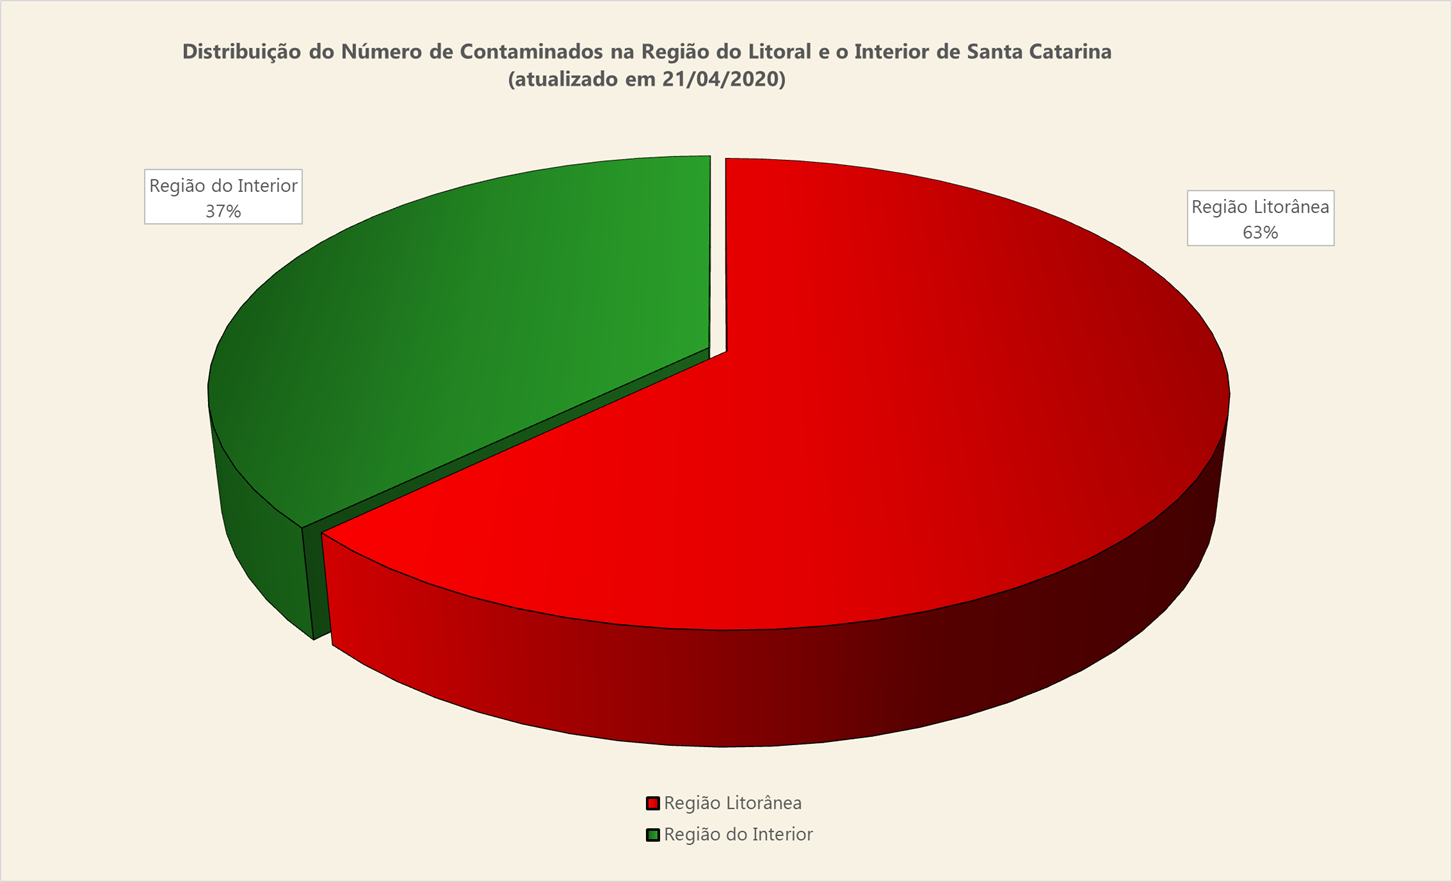 Distribuição do Número de Contaminados na Região do Litoral e o Interior de Santa Catarina
(atualizado em 21/04/2020)
Região do Interior
37%
Região Litorânea
63%
Região Litorânea
Região do Interior